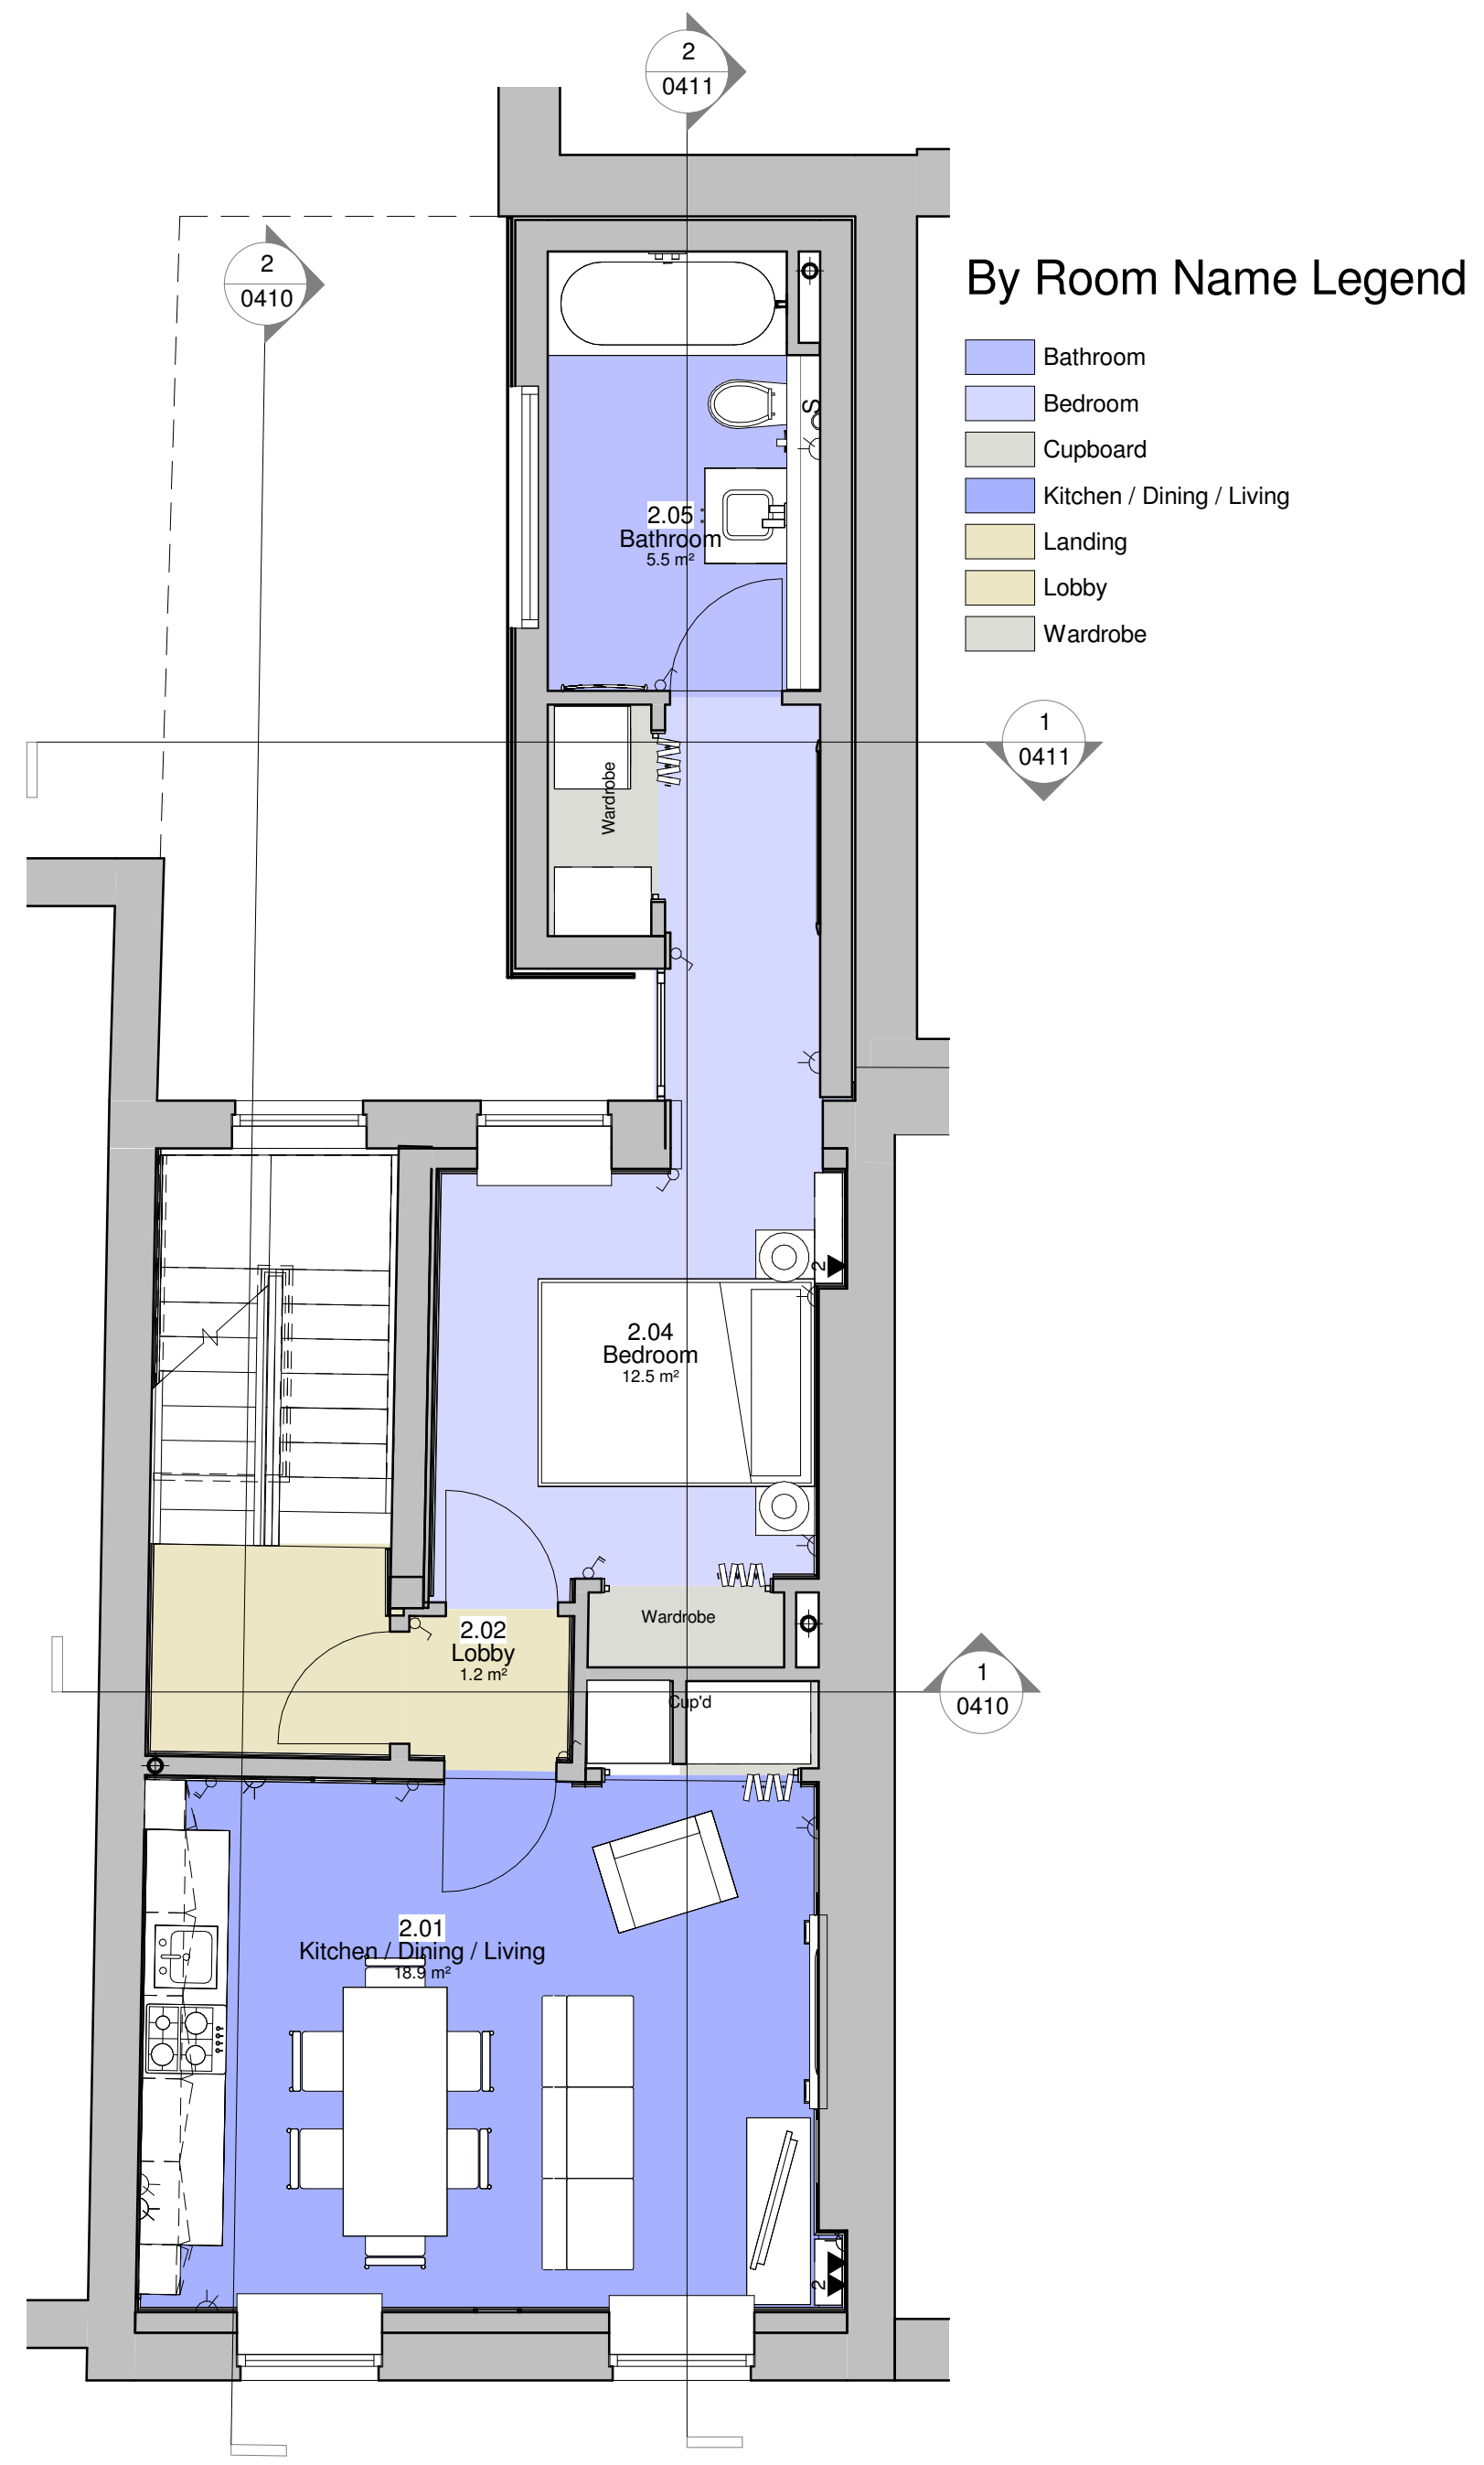 2
0411
2
0410
By Room Name Legend
Bathroom
Bedroom
Cupboard
Kitchen / Dining / Living
Landing
Lobby
Wardrobe
S
2.05
Bathroom
5.5 m²
1
0411
Wardrobe
2
2.04
Bedroom
12.5 m²
Wardrobe
2.02
Lobby
1.2 m²
Cup'd
1
0410
2.01
Kitchen / Dining / Living
18.9 m²
2